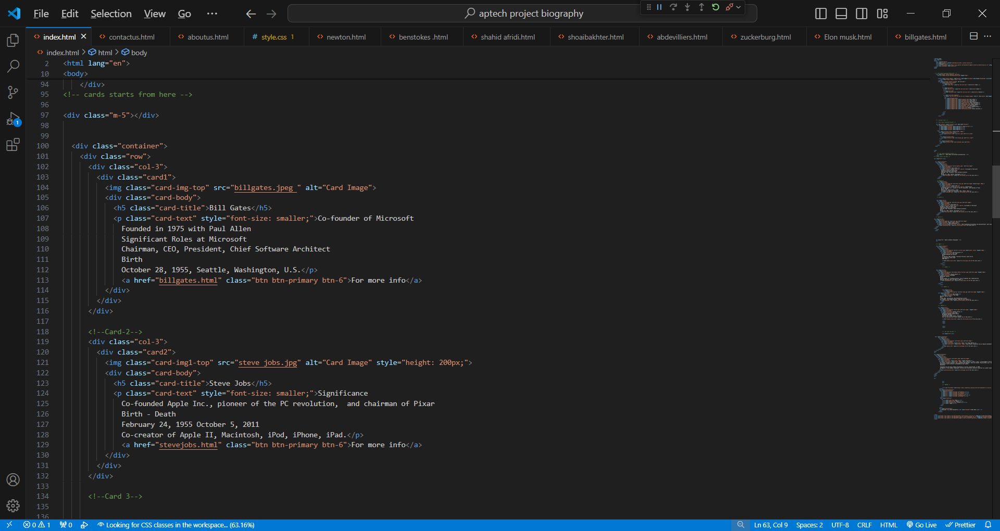 File Edit Selection View Go ··· aptech project biography
index.html contactus.html aboutus.html # style.css 1 newton.html benstokes .html shahid afridi.html shoaibakhter.html abdevilliers.html zuckerburg.html Elon musk.html billgates.html ···
index.html > html > body
2 <html lang="en">
10 <body>
94 </div>
95 <!-- cards starts from here -->
96
97 <div class="m-5"></div>
98
99
100 <div class="container">
101 <div class="row">
102 <div class="col-3">
103 <div class="card1">
104 <img class="card-img-top" src="billgates.jpeg " alt="Card Image">
105 <div class="card-body">
106 <h5 class="card-title">Bill Gates</h5>
107 <p class="card-text" style="font-size: smaller;">Co-founder of Microsoft
108 Founded in 1975 with Paul Allen
109 Significant Roles at Microsoft
110 Chairman, CEO, President, Chief Software Architect
111 Birth
112 October 28, 1955, Seattle, Washington, U.S.</p>
113 <a href="billgates.html" class="btn btn-primary btn-6">For more info</a>
114 </div>
115 </div>
116 </div>
117
118 <!--Card-2-->
119 <div class="col-3">
120 <div class="card2">
121 <img class="card-img1-top" src="steve jobs.jpg" alt="Card Image" style="height: 200px;">
122 <div class="card-body">
123 <h5 class="card-title">Steve Jobs</h5>
124 <p class="card-text" style="font-size: smaller;">Significance
125 Co-founded Apple Inc., pioneer of the PC revolution,  and chairman of Pixar
126 Birth - Death
127 February 24, 1955 October 5, 2011
128 Co-creator of Apple II, Macintosh, iPod, iPhone, iPad.</p>
129 <a href="stevejobs.html" class="btn btn-primary btn-6">For more info</a>
130 </div>
131 </div>
132 </div>
133
134 <!--Card 3-->
135
136
1
0 1 0 Looking for CSS classes in the workspace... (63.16%) Ln 63, Col 9 Spaces: 2 UTF-8 CRLF HTML Go Live Prettier